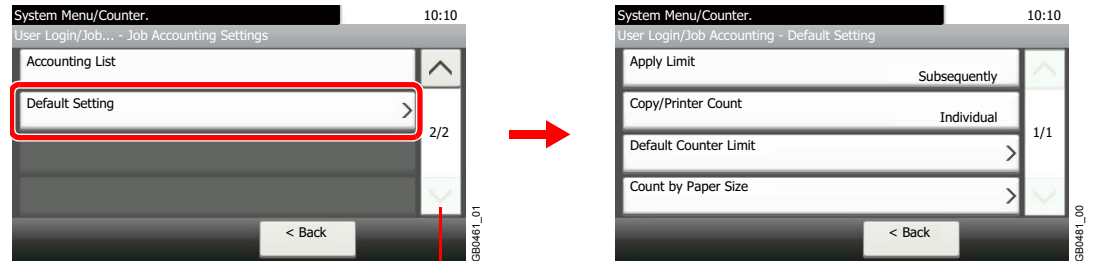 System Menu/Counter.
10:10
User Login/Job... - Job Accounting Settings
Accounting List
Default Setting
2/2
< Back
GB0461_01
System Menu/Counter.
10:10
User Login/Job Accounting - Default Setting
Apply Limit
Subsequently
Copy/Printer Count
Individual
1/1
Default Counter Limit
Count by Paper Size
< Back
GB0481_00